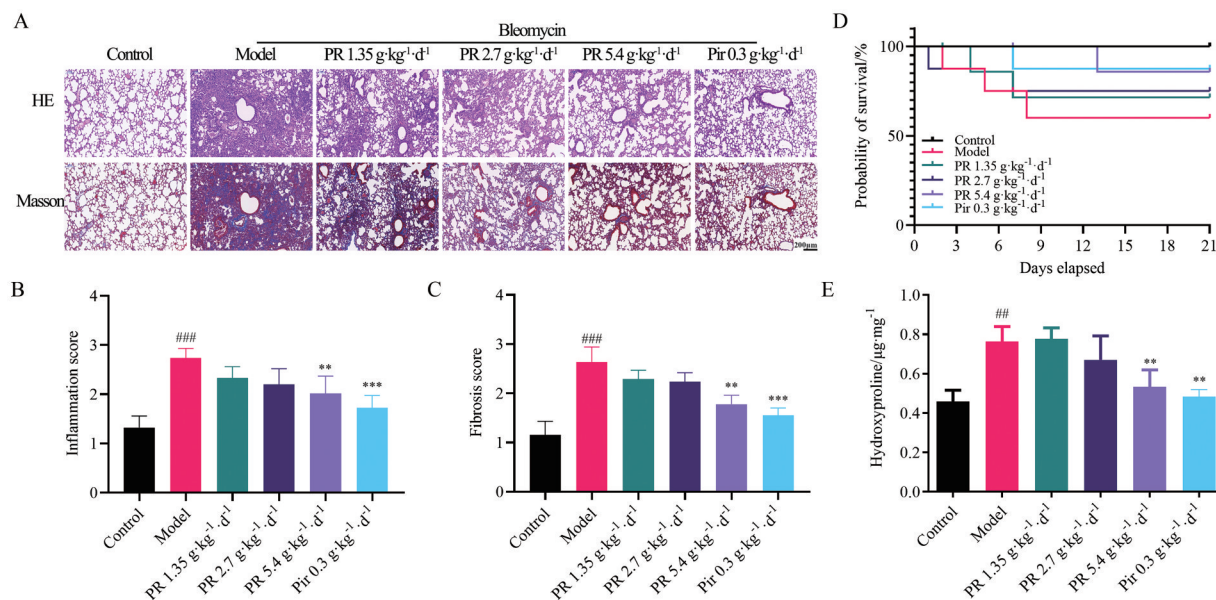 A
Bleomycin
Control Model PR 1.35 g·kg⁻¹·d⁻¹ PR 2.7 g·kg⁻¹·d⁻¹ PR 5.4 g·kg⁻¹·d⁻¹ Pir 0.3 g·kg⁻¹·d⁻¹
HE
Masson
200μm
D
Probability of survival/%
100
50
0
Control
Model
PR 1.35 g·kg⁻¹·d⁻¹
PR 2.7 g·kg⁻¹·d⁻¹
PR 5.4 g·kg⁻¹·d⁻¹
Pir 0.3 g·kg⁻¹·d⁻¹
0 3 6 9 12 15 18 21
Days elapsed
B
Inflammation score
4
3
2
1
0
###
**
***
Control
Model
PR 1.35 g·kg⁻¹·d⁻¹
PR 2.7 g·kg⁻¹·d⁻¹
PR 5.4 g·kg⁻¹·d⁻¹
Pir 0.3 g·kg⁻¹·d⁻¹
C
Fibrosis score
4
3
2
1
0
###
**
***
Control
Model
PR 1.35 g·kg⁻¹·d⁻¹
PR 2.7 g·kg⁻¹·d⁻¹
PR 5.4 g·kg⁻¹·d⁻¹
Pir 0.3 g·kg⁻¹·d⁻¹
E
Hydroxyproline/μg·mg⁻¹
1.0
0.8
0.6
0.4
0.2
0.0
##
**
**
Control
Model
PR 1.35 g·kg⁻¹·d⁻¹
PR 2.7 g·kg⁻¹·d⁻¹
PR 5.4 g·kg⁻¹·d⁻¹
Pir 0.3 g·kg⁻¹·d⁻¹